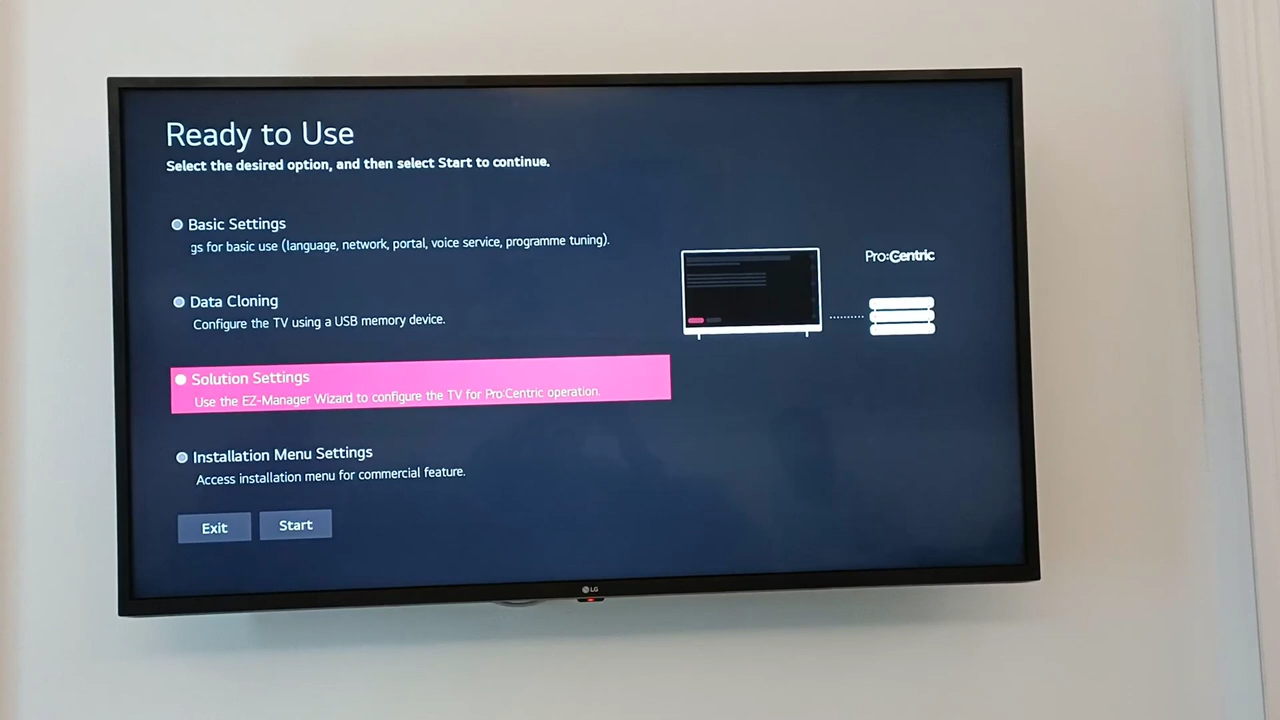 Ready to Use
Select the desired option, and then select Start to continue.
Basic Settings
gs for basic use (language, network, portal, voice service, programme tuning).
Data Cloning
Configure the TV using a USB memory device.
Pro:Centric
Solution Settings
Use the EZ-Manager Wizard to configure the TV for Pro:Centric operation.
Installation Menu Settings
Access installation menu for commercial feature.
Exit Start
LG